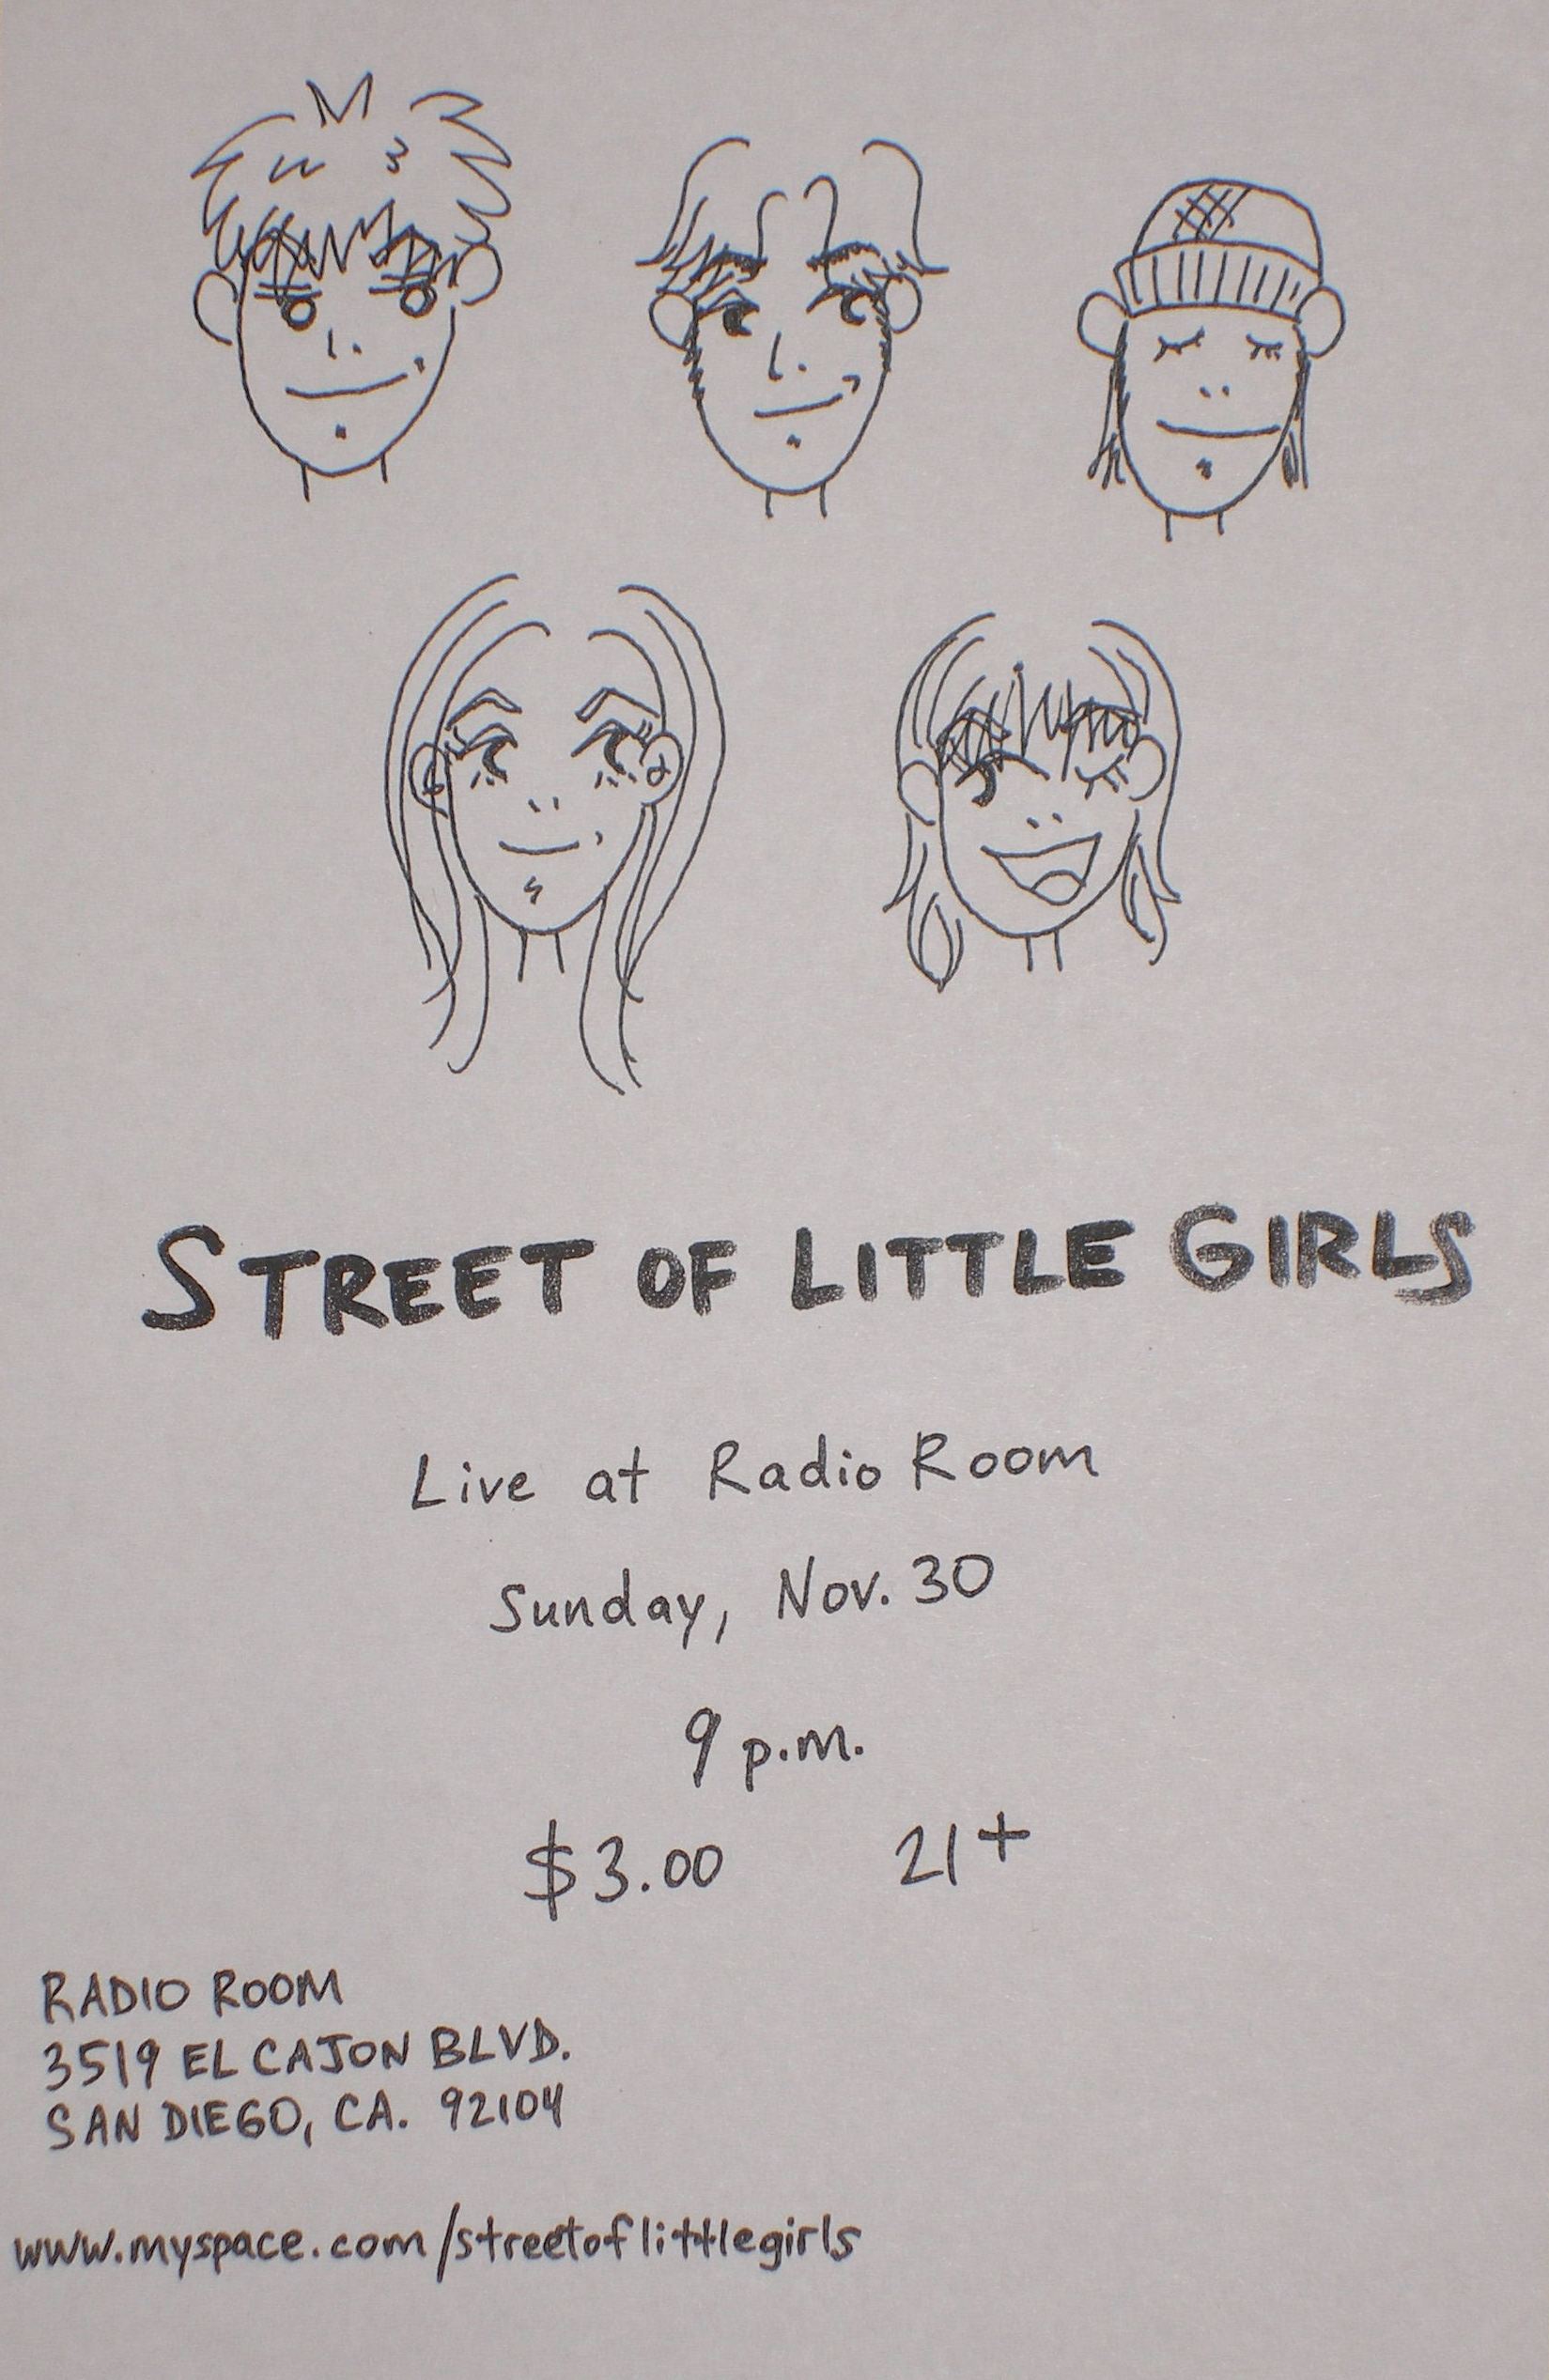 STREET OF LITTLE GIRLS
Live at Radio Room
Sunday, Nov. 30
9 p.m.
$3.00 21+
RADIO ROOM
3519 EL CAJON BLVD.
SAN DIEGO, CA. 92104
www.myspace.com/streetoflittlegirls